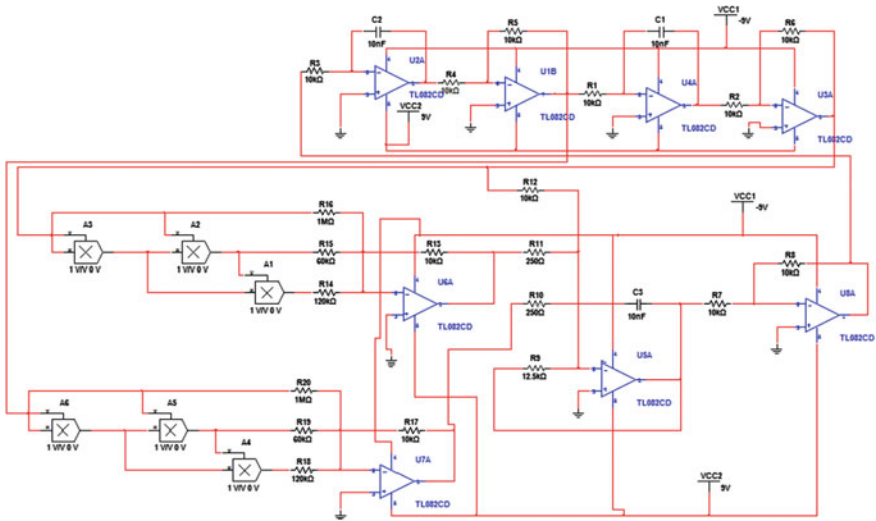 C2
10nF
R3
10kΩ
U2A
TL082CD
R4
10kΩ
VCC2
9V
R5
10kΩ
U1B
TL082CD
R1
10kΩ
C1
10nF
U4A
TL082CD
VCC1
-9V
R2
10kΩ
R6
10kΩ
U3A
TL082CD
R12
10kΩ
A3
1 V/V 0 V
A2
1 V/V 0 V
A1
1 V/V 0 V
R16
1MΩ
R15
60kΩ
R14
120kΩ
R13
10kΩ
U6A
TL082CD
R11
250Ω
R10
250Ω
C3
10nF
R9
12.5kΩ
U5A
TL082CD
VCC1
-9V
R7
10kΩ
R8
10kΩ
U8A
TL082CD
A6
1 V/V 0 V
A5
1 V/V 0 V
A4
1 V/V 0 V
R20
1MΩ
R19
60kΩ
R18
120kΩ
R17
10kΩ
U7A
TL082CD
VCC2
9V